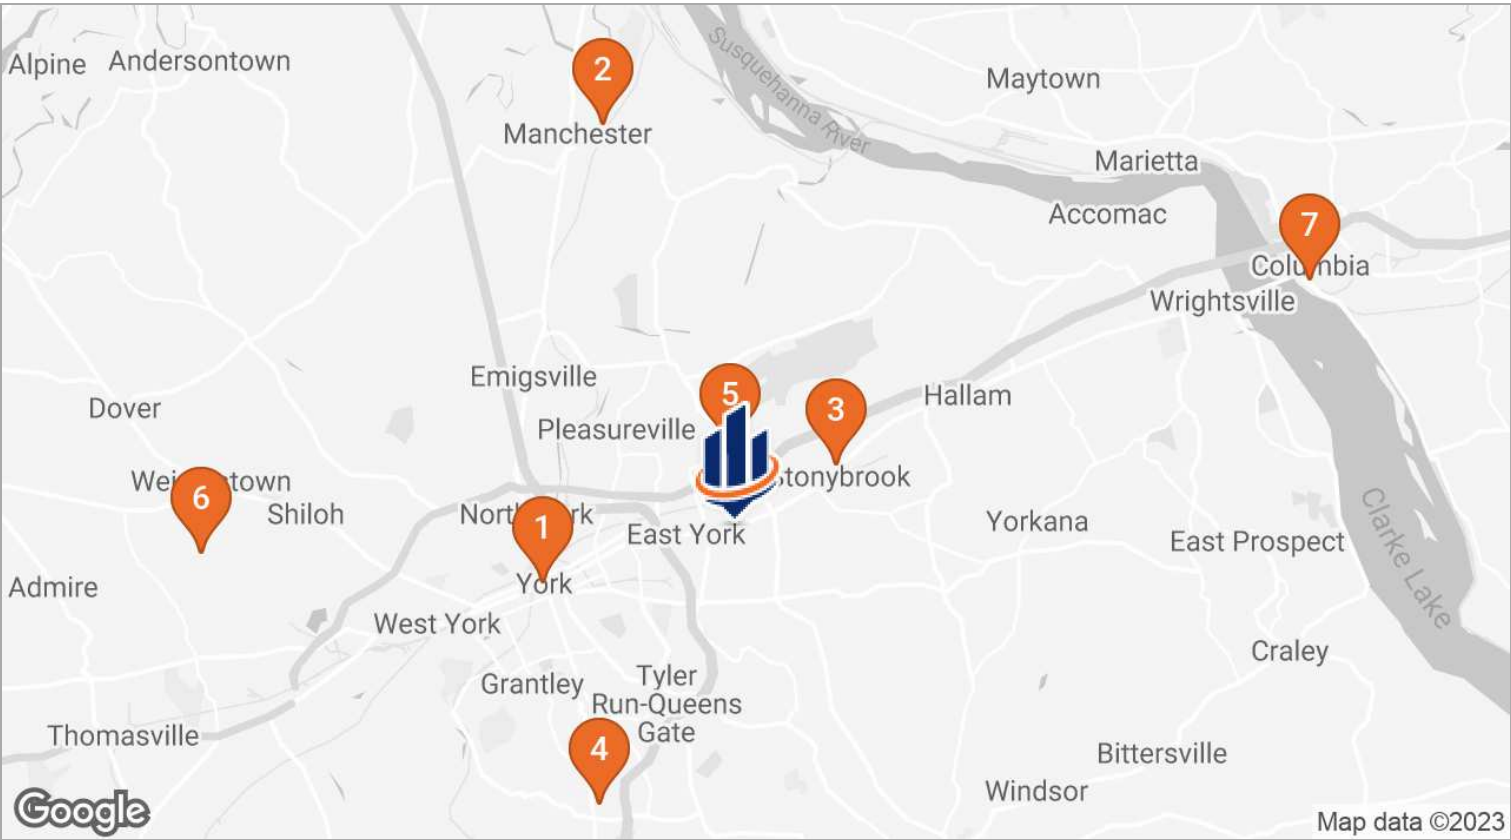 Alpine
Andersontown
2
Susquehanna River
Maytown
Manchester
Marietta
Accomac
7
Columbia
Wrightsville
Emigsville
5
Hallam
3
Dover
Pleasureville
6
Stonybrook
Shiloh
1
Yorkana
East York
East Prospect
Clarke Lake
Admire
York
West York
Craley
Grantley
Tyler
Run-Queens
Gate
Thomasville
4
Bittersville
Windsor
Google
Map data ©2023